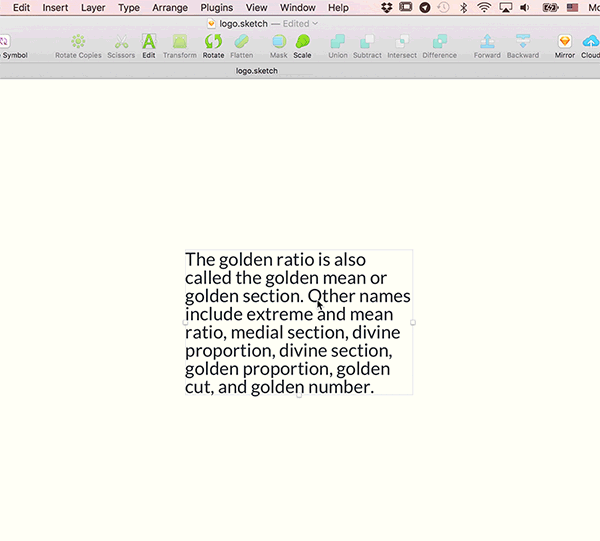 Edit Insert Layer Type Arrange Plugins View Window Help
logo.sketch — Edited
Symbol Rotate Copies Scissors Edit Transform Rotate Flatten Mask Scale Union Subtract Intersect Difference Forward Backward Mirror Cloud
logo.sketch
The golden ratio is also
called the golden mean or
golden section. Other names
include extreme and mean
ratio, medial section, divine
proportion, divine section,
golden proportion, golden
cut, and golden number.